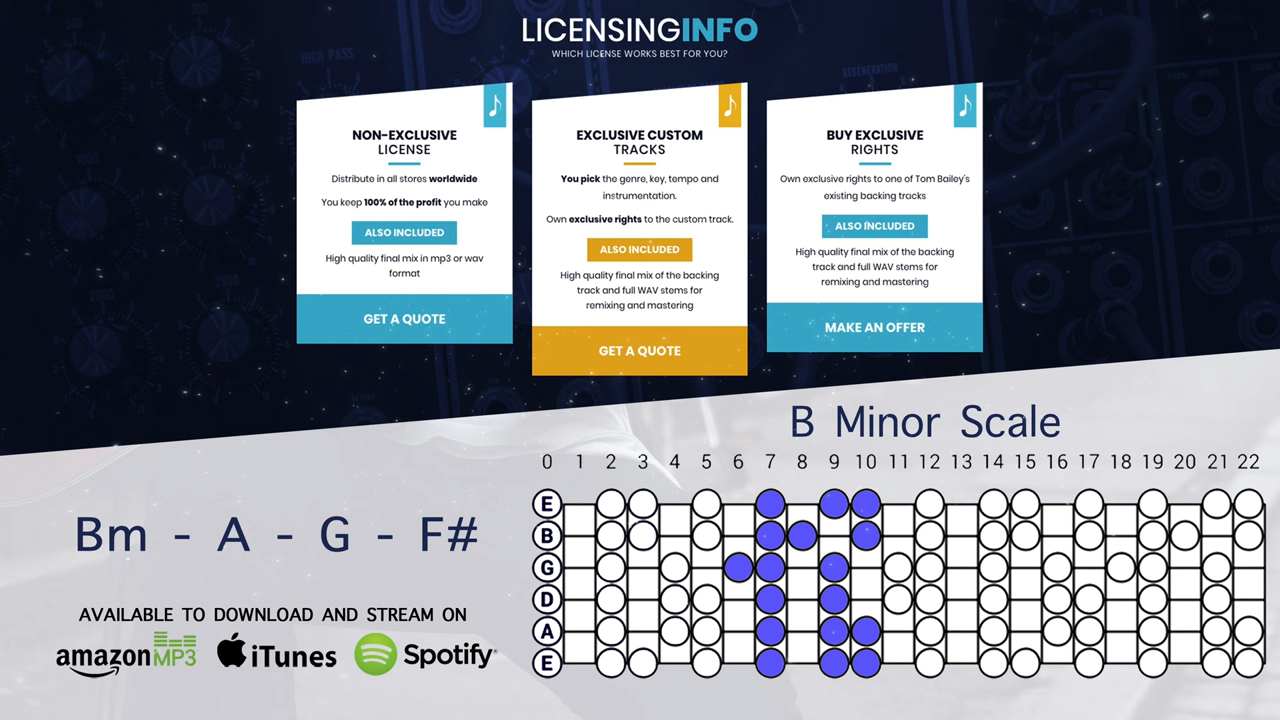 LICENSINGINFO
WHICH LICENSE WORKS BEST FOR YOU?
HIGH PASS
REGENERATION
NON-EXCLUSIVE
LICENSE
Distribute in all stores worldwide
You keep 100% of the profit you make
ALSO INCLUDED
High quality final mix in mp3 or wav
format
GET A QUOTE
EXCLUSIVE CUSTOM
TRACKS
You pick the genre, key, tempo and
instrumentation.
Own exclusive rights to the custom track.
ALSO INCLUDED
High quality final mix of the backing
track and full WAV stems for
remixing and mastering
GET A QUOTE
BUY EXCLUSIVE
RIGHTS
Own exclusive rights to one of Tom Bailey's
existing backing tracks
ALSO INCLUDED
High quality final mix of the backing
track and full WAV stems for
remixing and mastering
MAKE AN OFFER
B Minor Scale
0 1 2 3 4 5 6 7 8 9 10 11 12 13 14 15 16 17 18 19 20 21 22
E
B
G
D
A
E
Bm - A - G - F#
AVAILABLE TO DOWNLOAD AND STREAM ON
amazonMP3 iTunes Spotify